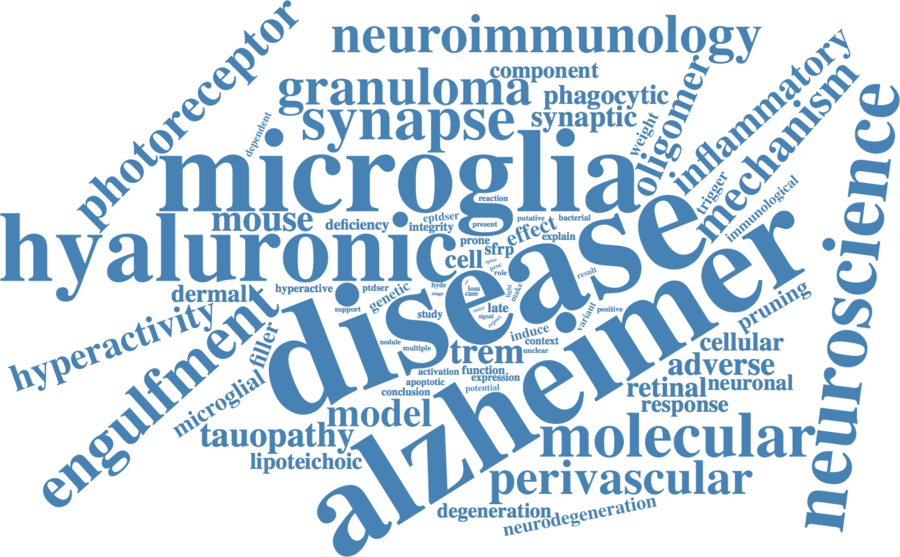 neuroimmunology
photoreceptor
component
granuloma
phagocytic
inflammatory
oligomer
synapse
synaptic
weight
dependent
mechanism
neuroscience
microglia
trigger
immunological
reaction
hyaluronic
mouse
deficiency
eptdser
integrity
present
putative
bacterial
effect
explain
prone
sfrp
cell
disease
alzheimer
role
result
dermal
hyperactive
ptdser
genetic
hyde
stage
loss
case
light
make
support
study
late
signal
report
variant
positive
pruning
hyperactivity
engulfment
filler
microglial
nodule
multiple
trem
induce
context
unclear
cellular
adverse
activation
function
apoptotic
expression
conclusion
potential
retinal
neuronal
response
model
tauopathy
molecular
lipoteichoic
perivascular
degeneration
neurodegeneration